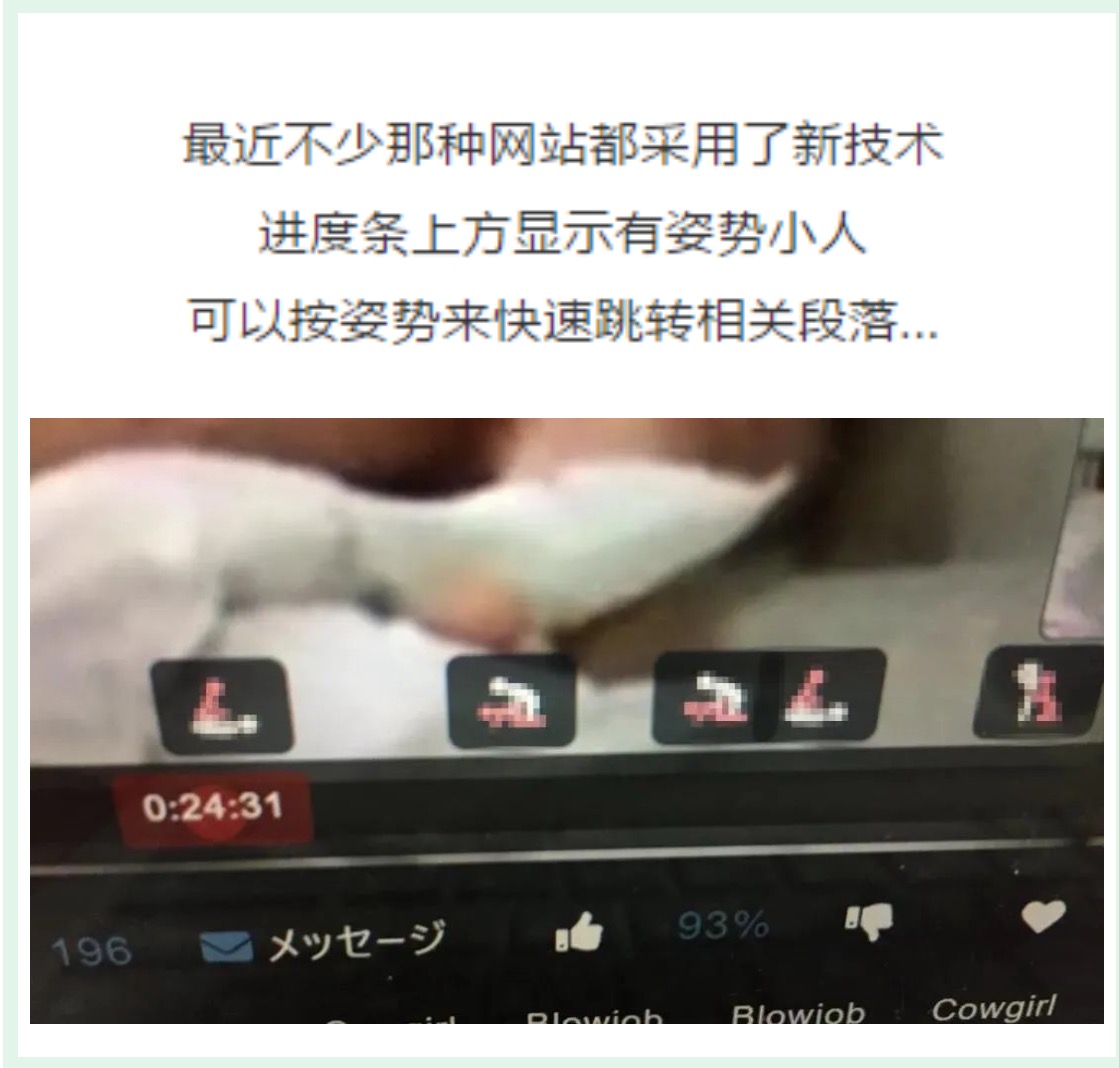 最近不少那种网站都采用了新技术
进度条上方显示有姿势小人
可以按姿势来快速跳转相关段落...
0:24:31
196 メッセージ 93%
Blowjob Blowjob Cowgirl